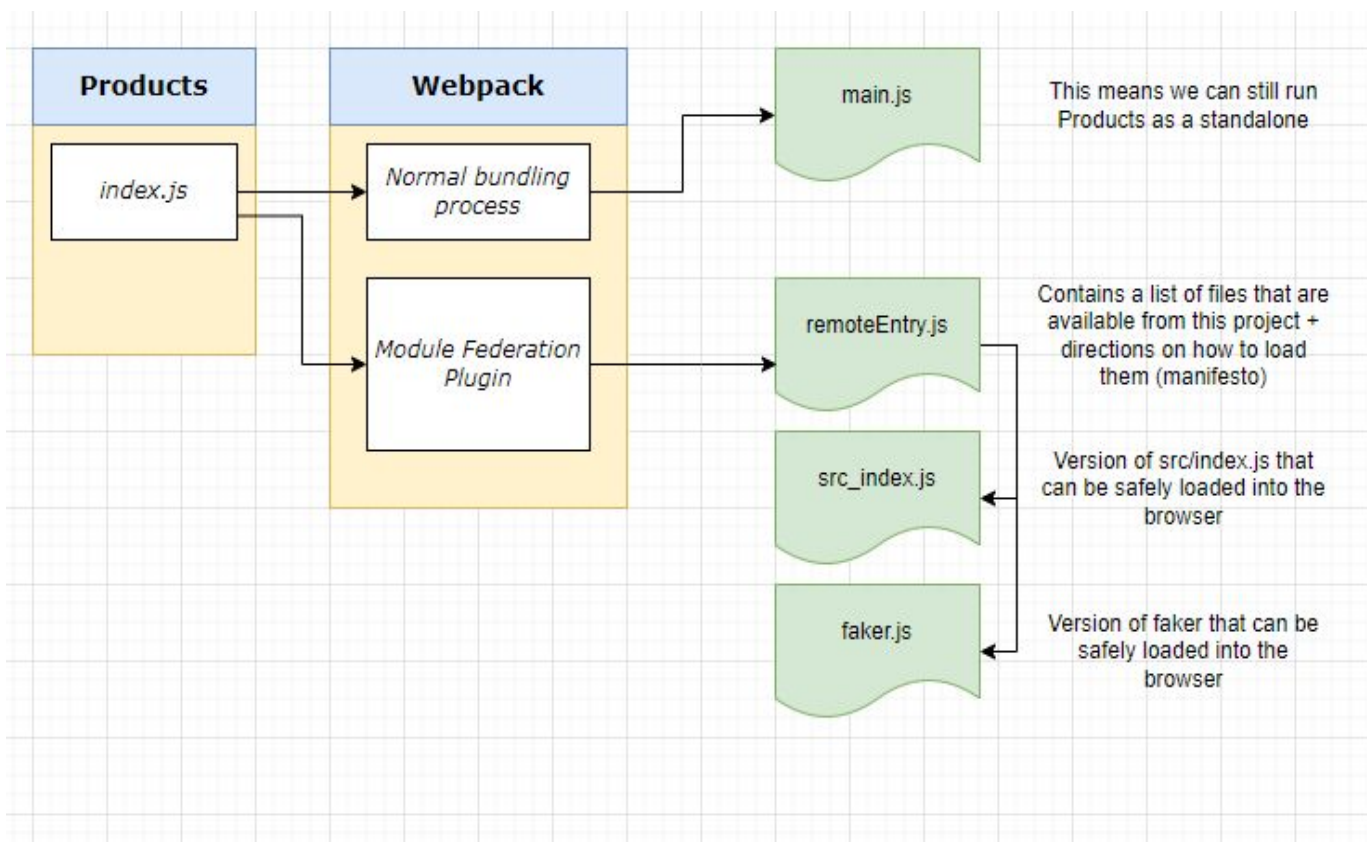 Products
index.js
Webpack
Normal bundling
process
Module Federation
Plugin
main.js
This means we can still run
Products as a standalone
remoteEntry.js
Contains a list of files that are
available from this project +
directions on how to load
them (manifesto)
src_index.js
Version of src/index.js that
can be safely loaded into the
browser
faker.js
Version of faker that can be
safely loaded into the
browser